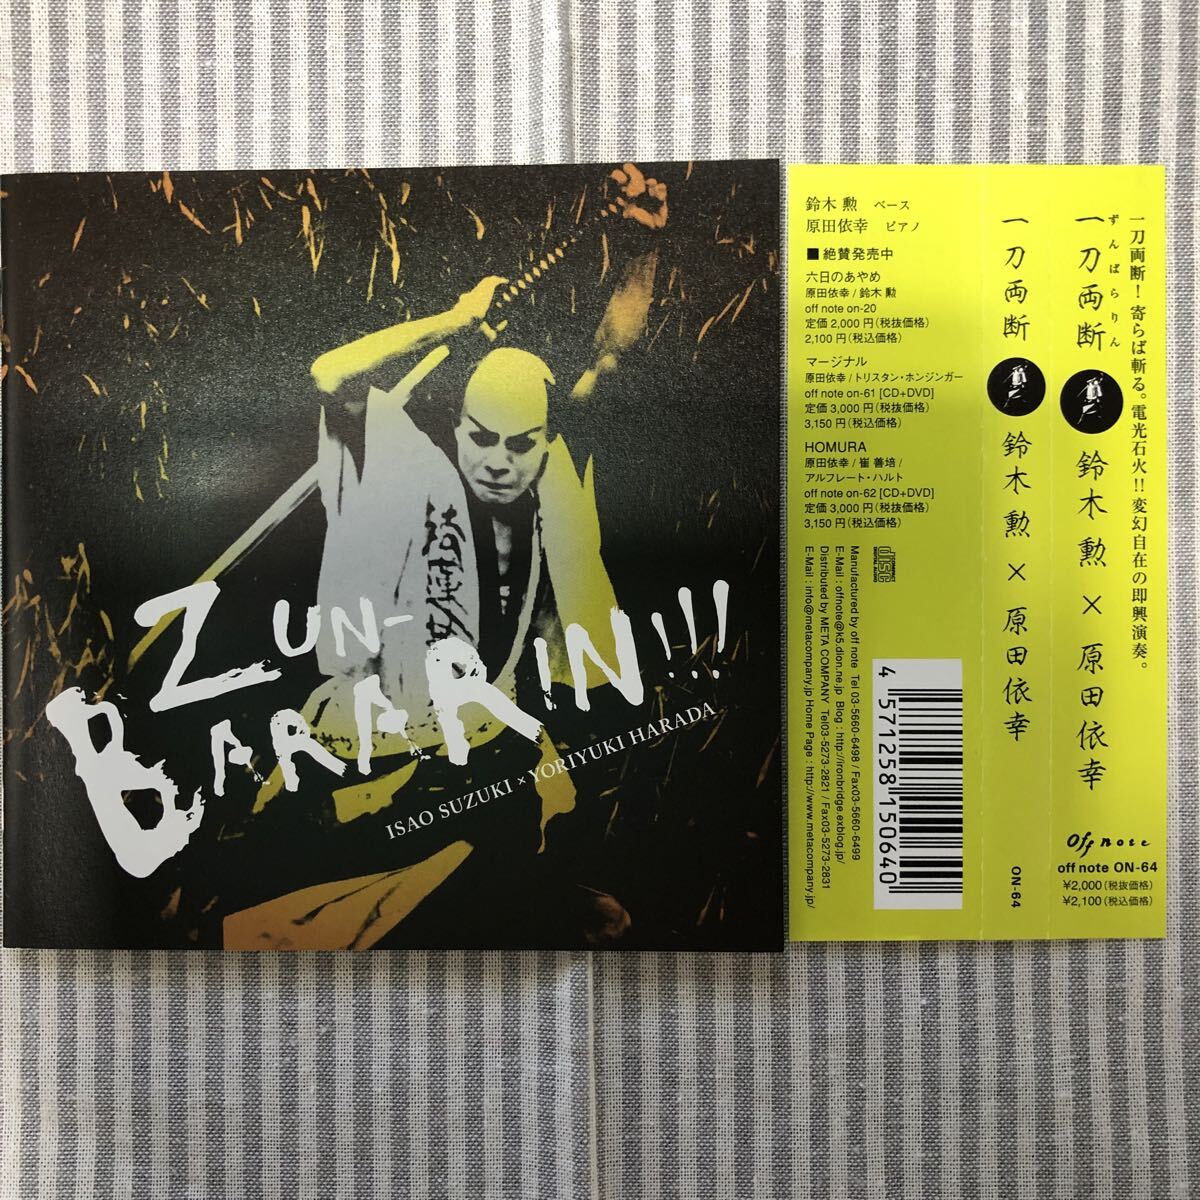 ZUN-
BARARIN!!!
ISAO SUZUKI × YORIYUKI HARADA
鈴木 勲 ベース
原田依幸 ピアノ
■ 絶賛発売中
六日のあやめ
原田依幸 / 鈴木 勲
off note on-20
定価 2,000 円（税抜価格）
2,100 円（税込価格）
マージナル
原田依幸 / トリスタン・ホンジンガー
off note on-61 [CD+DVD]
定価 3,000 円（税抜価格）
3,150 円（税込価格）
HOMURA
原田依幸 / 崔 善培 /
アルフレート・ハルト
off note on-62 [CD+DVD]
定価 3,000 円（税抜価格）
3,150 円（税込価格）
COMPACT
disc
DIGITAL AUDIO
Manufactured by off note Tel 03-5660-6498 / Fax03-5660-6499
E-Mail : offnote@k5.dion.ne.jp Blog : http://ironbridge.exblog.jp/
Distributed by META COMPANY Tel03-5273-2821 / Fax03-5273-2831
E-Mail : info@metacompany.jp Home Page : http://www.metacompany.jp/
4 571258 150640
一刀両断 鈴木勲 × 原田依幸
ON-64
一刀両断！寄らば斬る。電光石火!! 変幻自在の即興演奏。
ずんばらりん
一刀両断 鈴木勲 × 原田依幸
off note
off note ON-64
¥2,000（税抜価格）
¥2,100（税込価格）